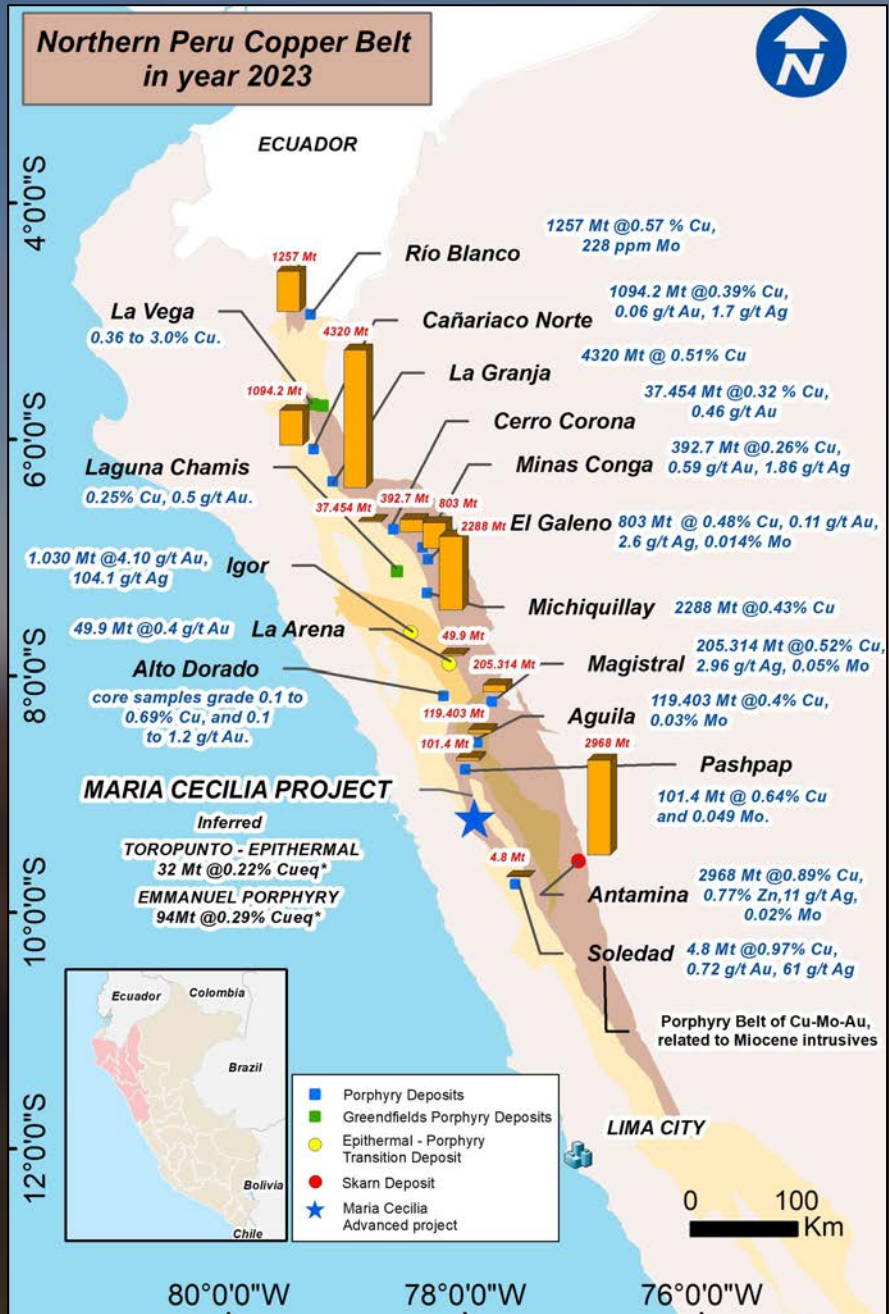 Northern Peru Copper Belt
in year 2023
N
ECUADOR
4°0'0"S
6°0'0"S
8°0'0"S
10°0'0"S
12°0'0"S
1257 Mt
Río Blanco
1257 Mt @0.57 % Cu,
228 ppm Mo
La Vega
0.36 to 3.0% Cu.
4320 Mt
Cañariaco Norte
1094.2 Mt @0.39% Cu,
0.06 g/t Au, 1.7 g/t Ag
La Granja
4320 Mt @ 0.51% Cu
1094.2 Mt
Cerro Corona
37.454 Mt @0.32 % Cu,
0.46 g/t Au
Laguna Chamis
0.25% Cu, 0.5 g/t Au.
Minas Conga
392.7 Mt @0.26% Cu,
0.59 g/t Au, 1.86 g/t Ag
37.454 Mt
392.7 Mt
803 Mt
2288 Mt
El Galeno
803 Mt @ 0.48% Cu, 0.11 g/t Au,
2.6 g/t Ag, 0.014% Mo
Igor
1.030 Mt @4.10 g/t Au,
104.1 g/t Ag
Michiquillay
2288 Mt @0.43% Cu
La Arena
49.9 Mt @0.4 g/t Au
49.9 Mt
205.314 Mt
Magistral
205.314 Mt @0.52% Cu,
2.96 g/t Ag, 0.05% Mo
Alto Dorado
core samples grade 0.1 to
0.69% Cu, and 0.1
to 1.2 g/t Au.
119.403 Mt
Aguila
119.403 Mt @0.4% Cu,
0.03% Mo
101.4 Mt
2968 Mt
Pashpap
101.4 Mt @ 0.64% Cu
and 0.049 Mo.
MARIA CECILIA PROJECT
Inferred
TOROPUNTO - EPITHERMAL
32 Mt @0.22% Cueq*
EMMANUEL PORPHYRY
94Mt @0.29% Cueq*
4.8 Mt
Antamina
2968 Mt @0.89% Cu,
0.77% Zn,11 g/t Ag,
0.02% Mo
Soledad
4.8 Mt @0.97% Cu,
0.72 g/t Au, 61 g/t Ag
Porphyry Belt of Cu-Mo-Au,
related to Miocene intrusives
Ecuador
Colombia
Brazil
Bolivia
Chile
Porphyry Deposits
Greendfields Porphyry Deposits
Epithermal - Porphyry
Transition Deposit
Skarn Deposit
Maria Cecilia
Advanced project
LIMA CITY
0 100
Km
80°0'0"W 78°0'0"W 76°0'0"W